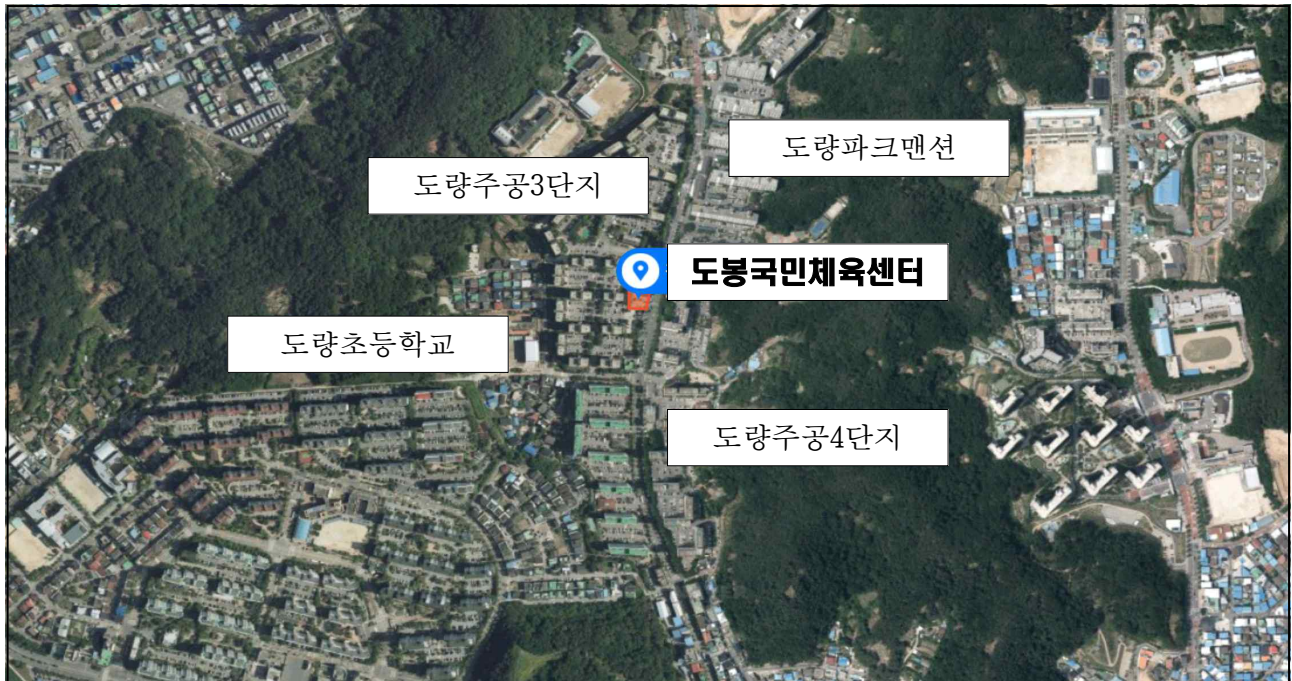 도량파크맨션
도량주공3단지
도봉국민체육센터
도량초등학교
도량주공4단지